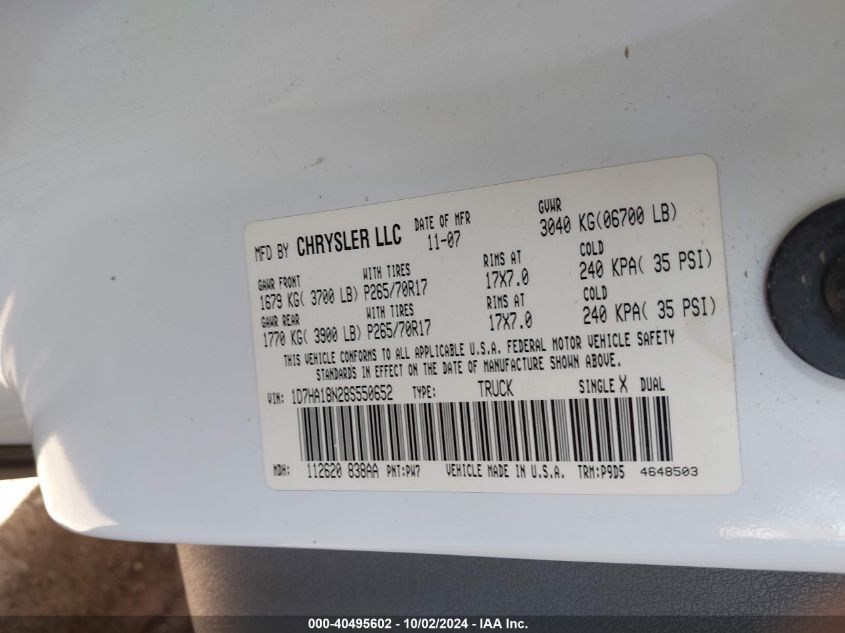 MFD BY CHRYSLER LLC DATE OF MFR 11-07 GVWR 3040 KG(06700 LB)
GAWR FRONT WITH TIRES RIMS AT COLD
1679 KG( 3700 LB) P265/70R17 17X7.0 240 KPA( 35 PSI)
GAWR REAR WITH TIRES RIMS AT COLD
1770 KG( 3900 LB) P265/70R17 17X7.0 240 KPA( 35 PSI)
THIS VEHICLE CONFORMS TO ALL APPLICABLE U.S.A. FEDERAL MOTOR VEHICLE SAFETY
STANDARDS IN EFFECT ON THE DATE OF MANUFACTURE SHOWN ABOVE.
VIN: 1D7HA18N28S550652 TYPE: TRUCK SINGLE X DUAL
MDH: 112620 838AA PNT:PW7 VEHICLE MADE IN U.S.A. TRM:P9D5 4648503
000-40495602 - 10/02/2024 - IAA Inc.